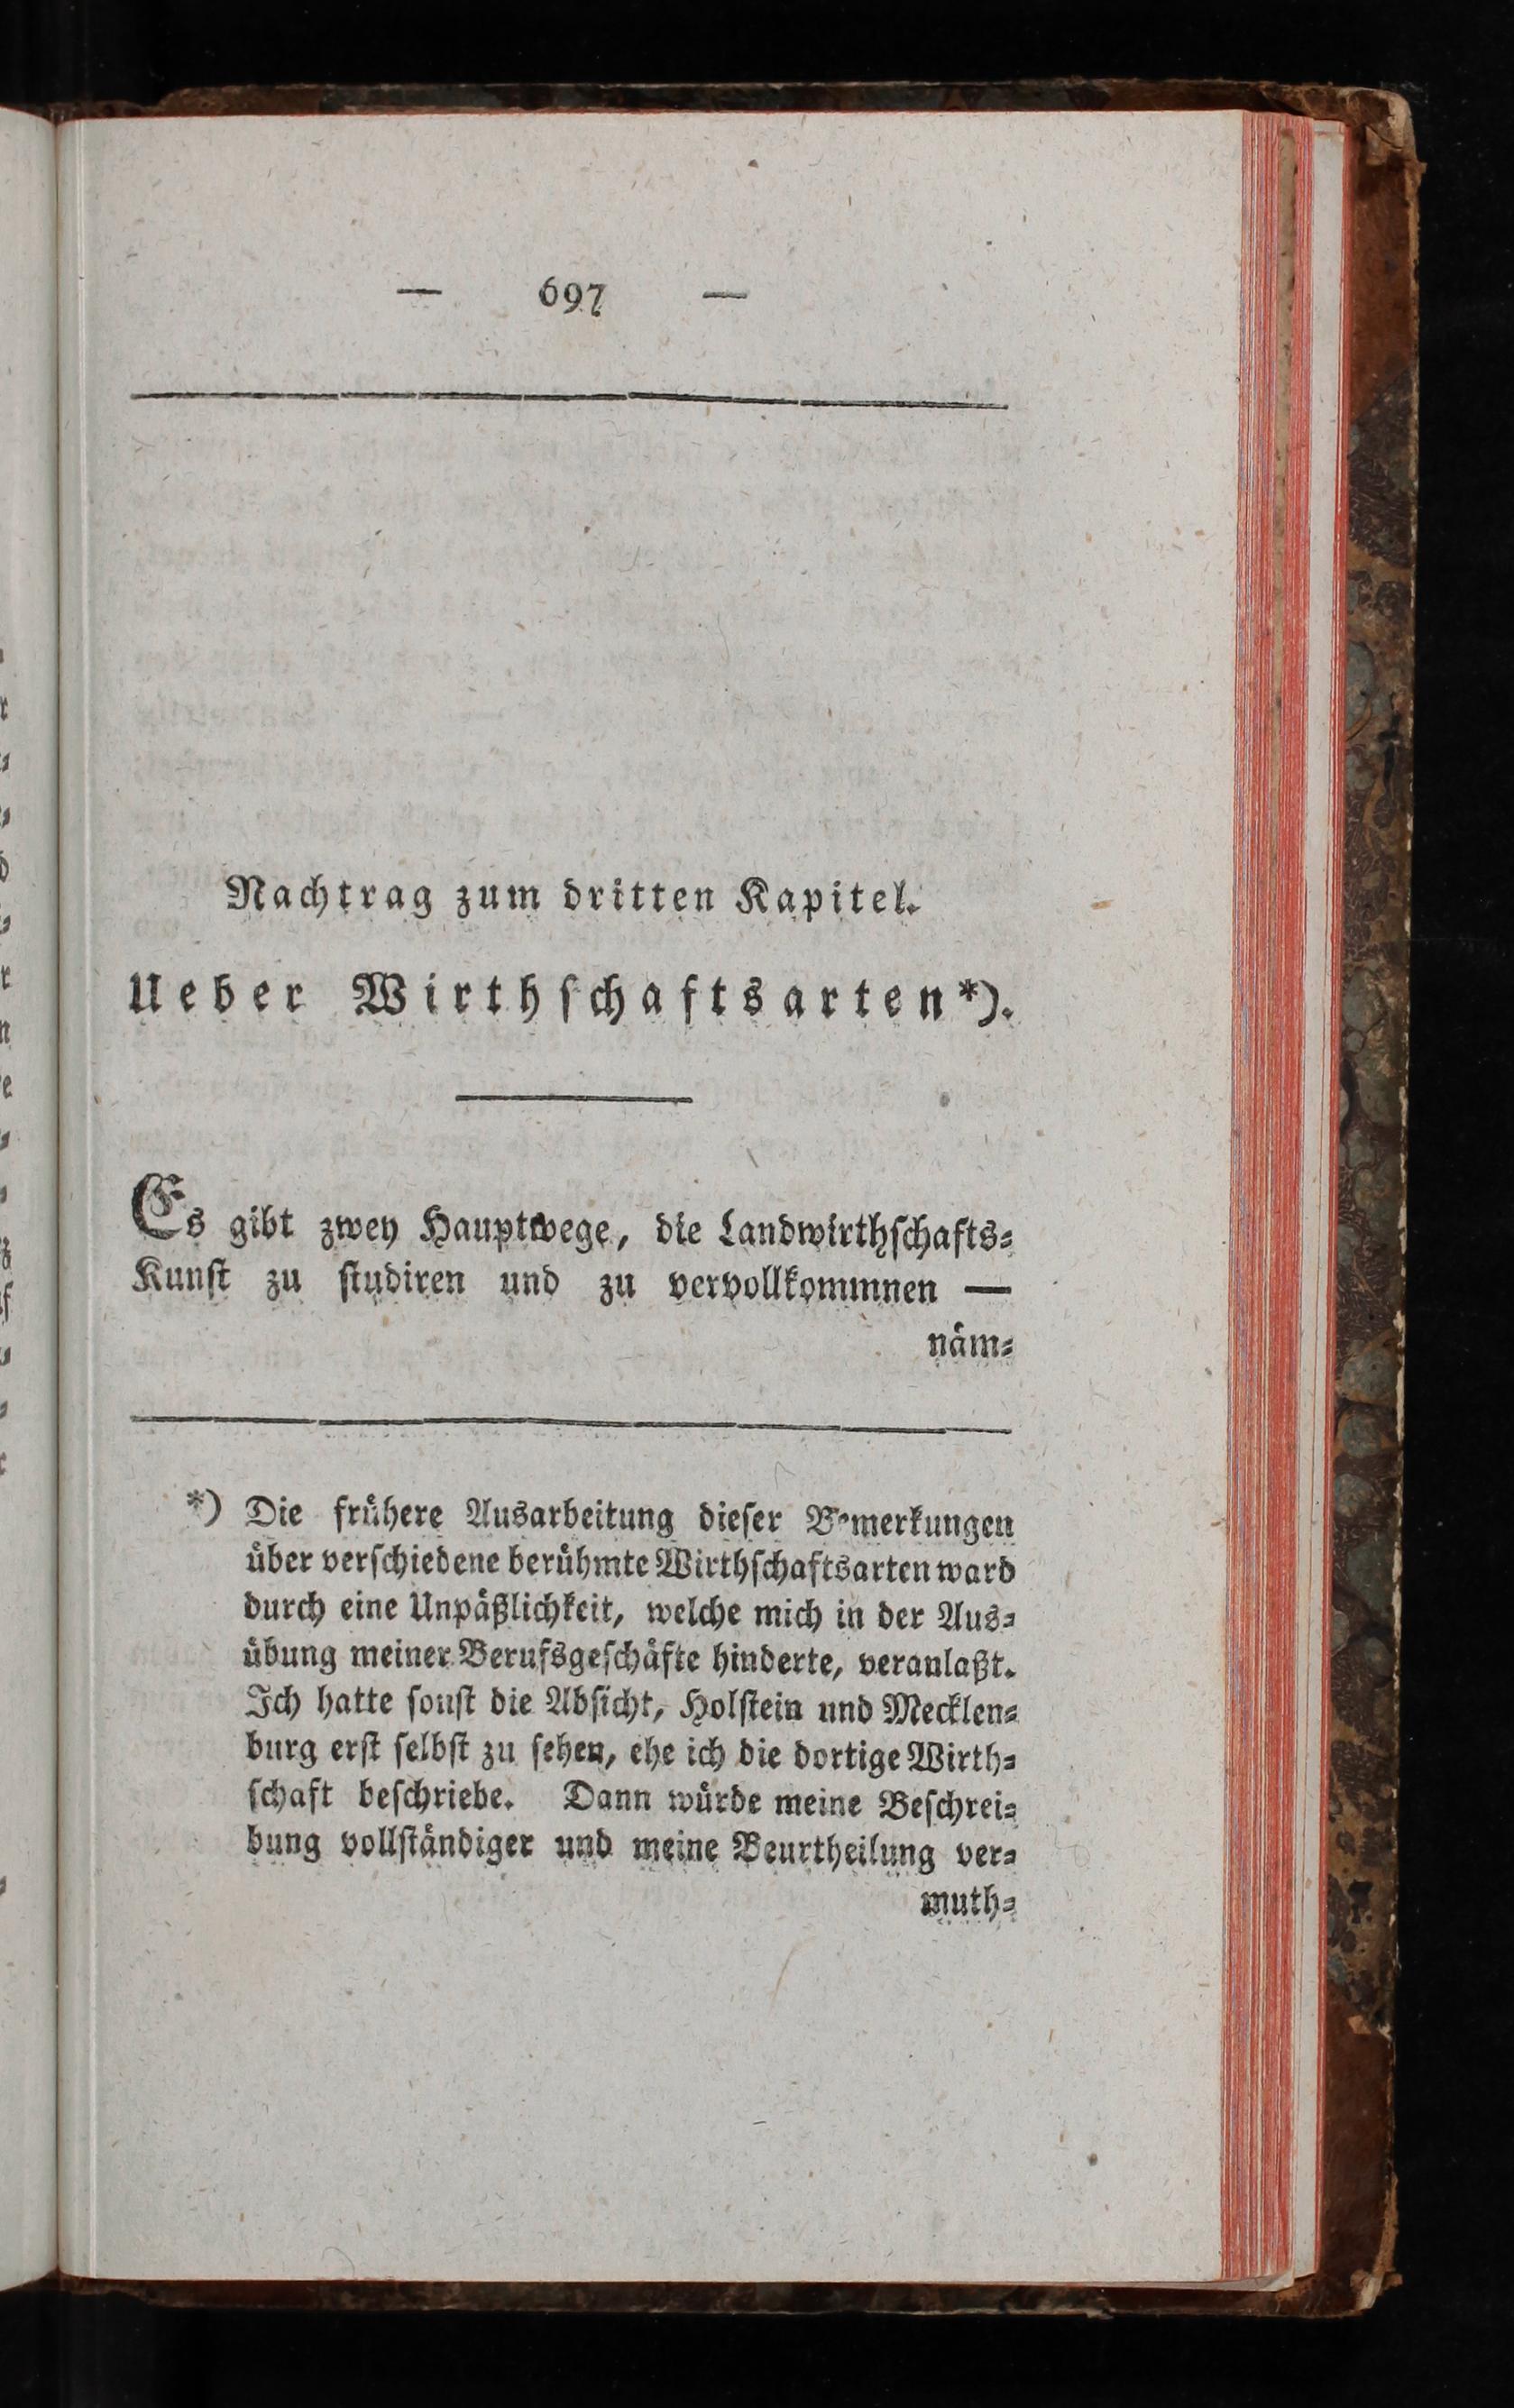 — 697 —
Nachtrag zum dritten Kapitel.
Ueber Wirthſchaftsarten*).
Es gibt zwey Hauptwege, die Landwirthſchafts⸗
Kunſt zu ſtudiren und zu vervollkommnen —
näm⸗
*) Die frühere Ausarbeitung dieſer Bemerkungen
über verſchiedene berühmte Wirthſchaftsarten ward
durch eine Unpäßlichkeit, welche mich in der Aus⸗
übung meiner Berufsgeſchäfte hinderte, veranlaßt.
Ich hatte ſonſt die Abſicht, Holſtein und Mecklen⸗
burg erſt ſelbſt zu ſehen, ehe ich die dortige Wirth⸗
ſchaft beſchriebe. Dann würde meine Beſchrei⸗
bung vollſtändiger und meine Beurtheilung ver⸗
muth⸗